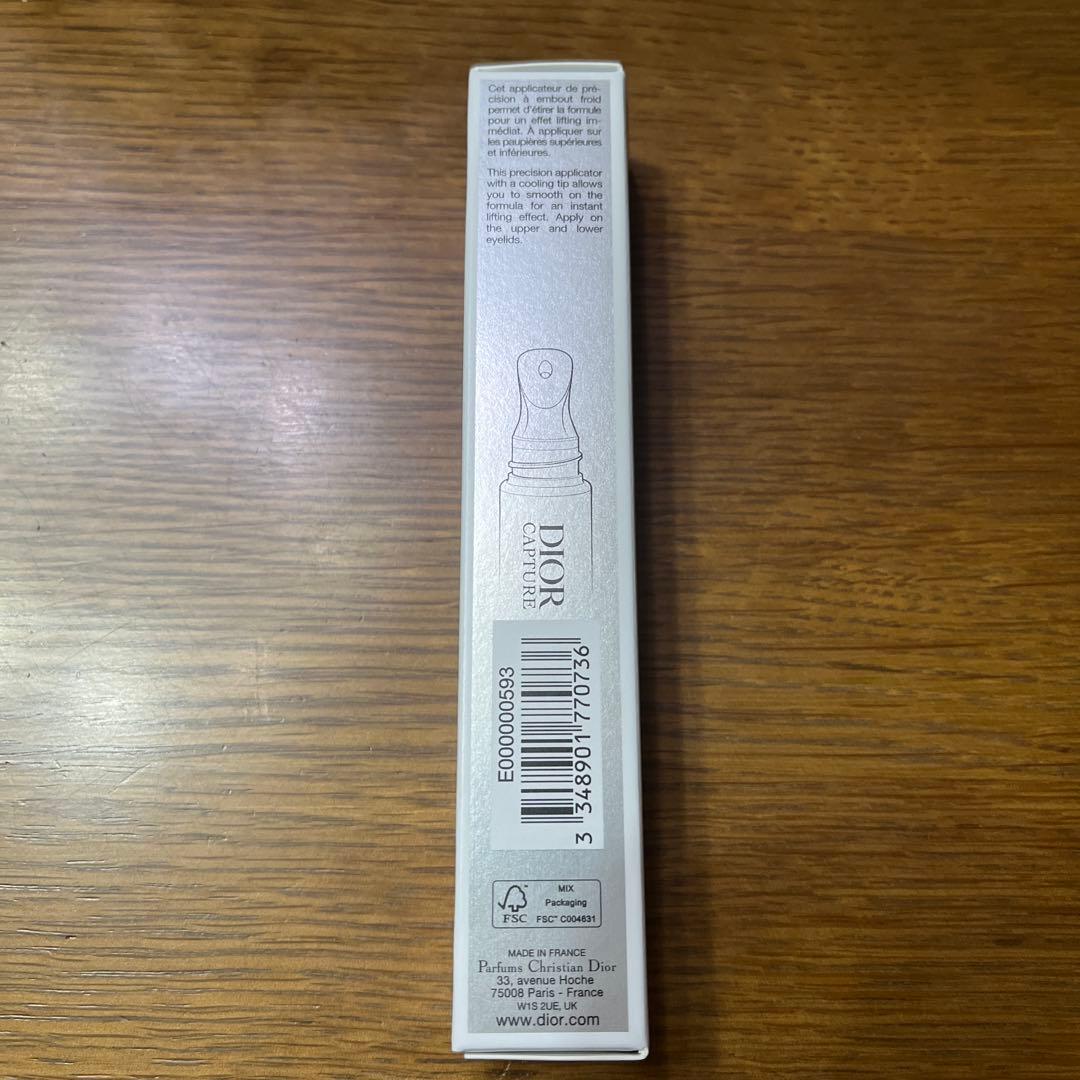 Cet applicateur de pré-
cision à embout froid
permet d'étirer la formule
pour un effet lifting im-
médiat. À appliquer sur
les paupières supérieures
et inférieures.
This precision applicator
with a cooling tip allows
you to smooth on the
formula for an instant
lifting effect. Apply on
the upper and lower
eyelids.
DIOR
CAPTURE
E000000593
3 348901 770736
FSC
MIX
Packaging
FSC™ C004631
MADE IN FRANCE
Parfums Christian Dior
33, avenue Hoche
75008 Paris - France
W1S 2UE, UK
www.dior.com